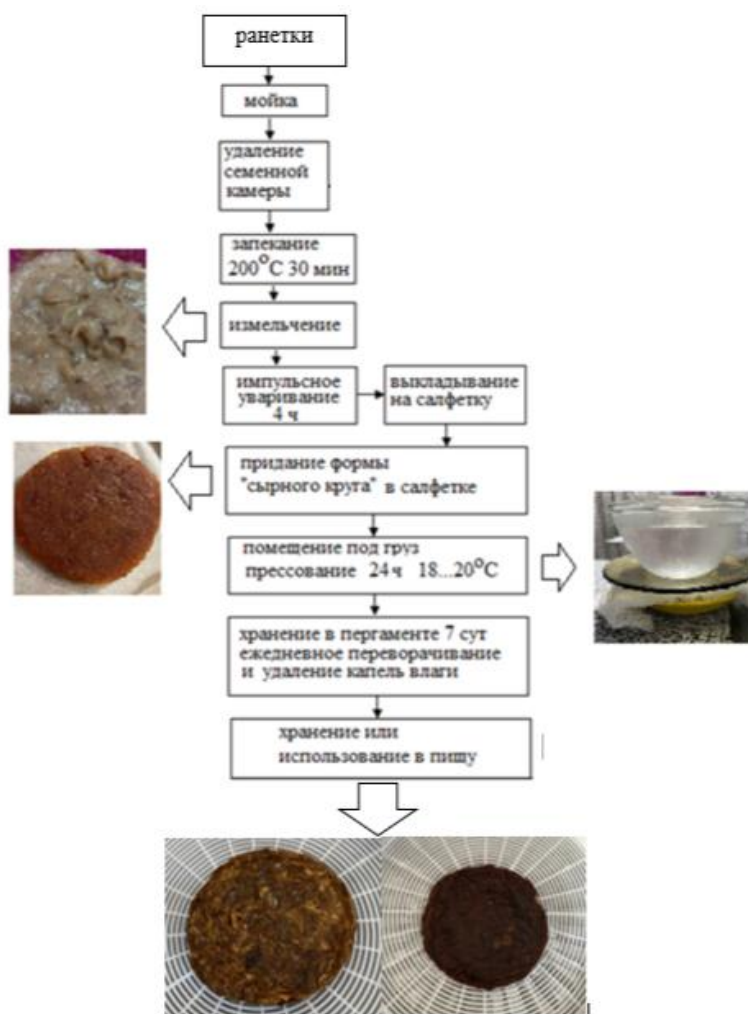 ранетки
мойка
удаление
семенной
камеры
запекание
200°С 30 мин
измельчение
импульсное
уваривание
4 ч
выкладывание
на салфетку
придание формы
"сырного круга" в салфетке
помещение под груз
прессование 24 ч 18...20°С
хранение в пергаменте 7 сут
ежедневное переворачивание
и удаление капель влаги
хранение или
использование в пищу